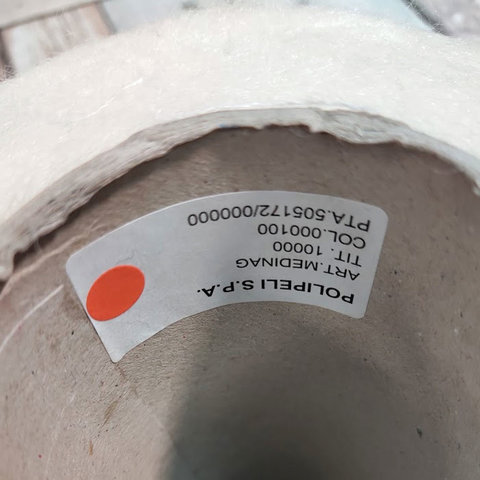 POLIPELI S.P.A.
ART.MEDINAG
TIT. 10000
COL.000100
PTA.505172/000000